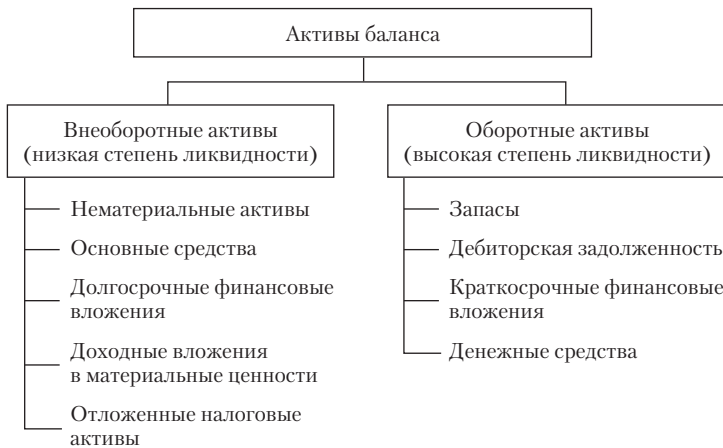 Активы баланса
Внеоборотные активы
(низкая степень ликвидности)
Нематериальные активы
Основные средства
Долгосрочные финансовые
вложения
Доходные вложения
в материальные ценности
Отложенные налоговые
активы
Оборотные активы
(высокая степень ликвидности)
Запасы
Дебиторская задолженность
Краткосрочные финансовые
вложения
Денежные средства